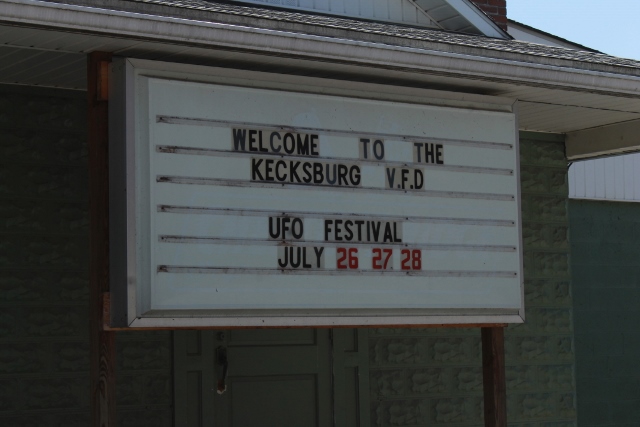 WELCOME TO THE
KECKSBURG V.F.D
UFO FESTIVAL
JULY 26 27 28